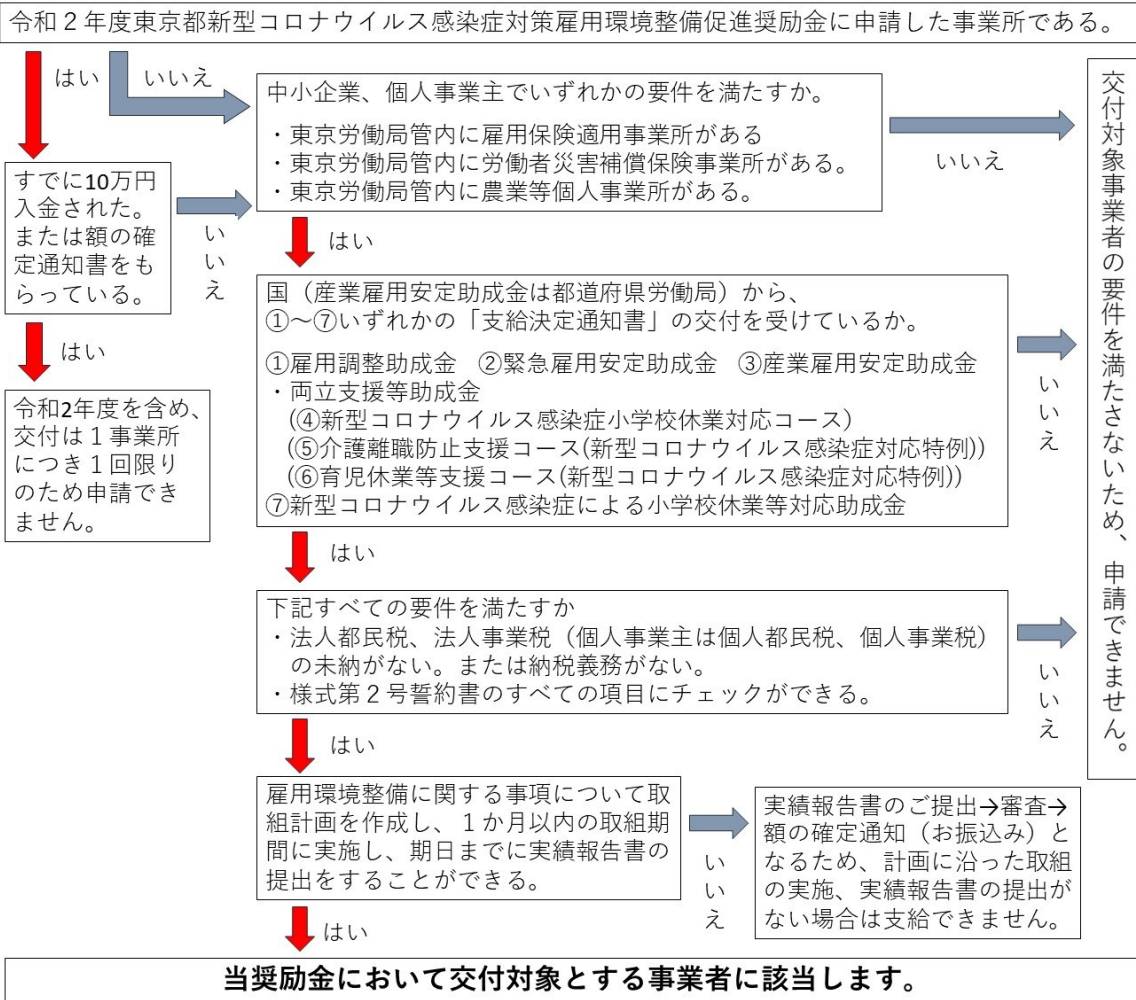 令和２年度東京都新型コロナウイルス感染症対策雇用環境整備促進奨励金に申請した事業所である。
はい
いいえ
中小企業、個人事業主でいずれかの要件を満たすか。
・東京労働局管内に雇用保険適用事業所がある
・東京労働局管内に労働者災害補償保険事業所がある。
・東京労働局管内に農業等個人事業所がある。
いいえ
交付対象事業者の要件を満たさないため、申請できません。
すでに10万円
入金された。
または額の確
定通知書をも
らっている。
いいえ
はい
国（産業雇用安定助成金は都道府県労働局）から、
①～⑦いずれかの「支給決定通知書」の交付を受けているか。
①雇用調整助成金　②緊急雇用安定助成金　③産業雇用安定助成金
・両立支援等助成金
(④新型コロナウイルス感染症小学校休業対応コース)
(⑤介護離職防止支援コース(新型コロナウイルス感染症対応特例))
(⑥育児休業等支援コース(新型コロナウイルス感染症対応特例))
⑦新型コロナウイルス感染症による小学校休業等対応助成金
いいえ
はい
令和2年度を含め、
交付は１事業所
につき１回限り
のため申請でき
ません。
はい
下記すべての要件を満たすか
・法人都民税、法人事業税（個人事業主は個人都民税、個人事業税）
の未納がない。または納税義務がない。
・様式第２号誓約書のすべての項目にチェックができる。
いいえ
はい
雇用環境整備に関する事項について取
組計画を作成し、１か月以内の取組期
間に実施し、期日までに実績報告書の
提出をすることができる。
いいえ
実績報告書のご提出→審査→
額の確定通知（お振込み）と
なるため、計画に沿った取組
の実施、実績報告書の提出が
ない場合は支給できません。
はい
当奨励金において交付対象とする事業者に該当します。